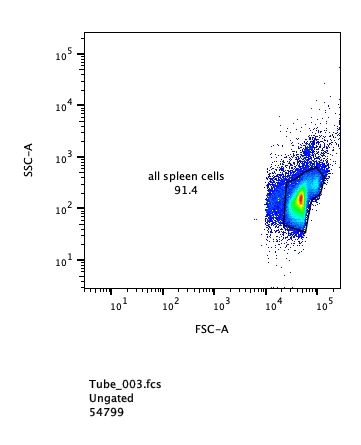 10^5
10^4
SSC-A
10^3
all spleen cells
91.4
10^2
10^1
10^1 10^2 10^3 10^4 10^5
FSC-A
Tube_003.fcs
Ungated
54799